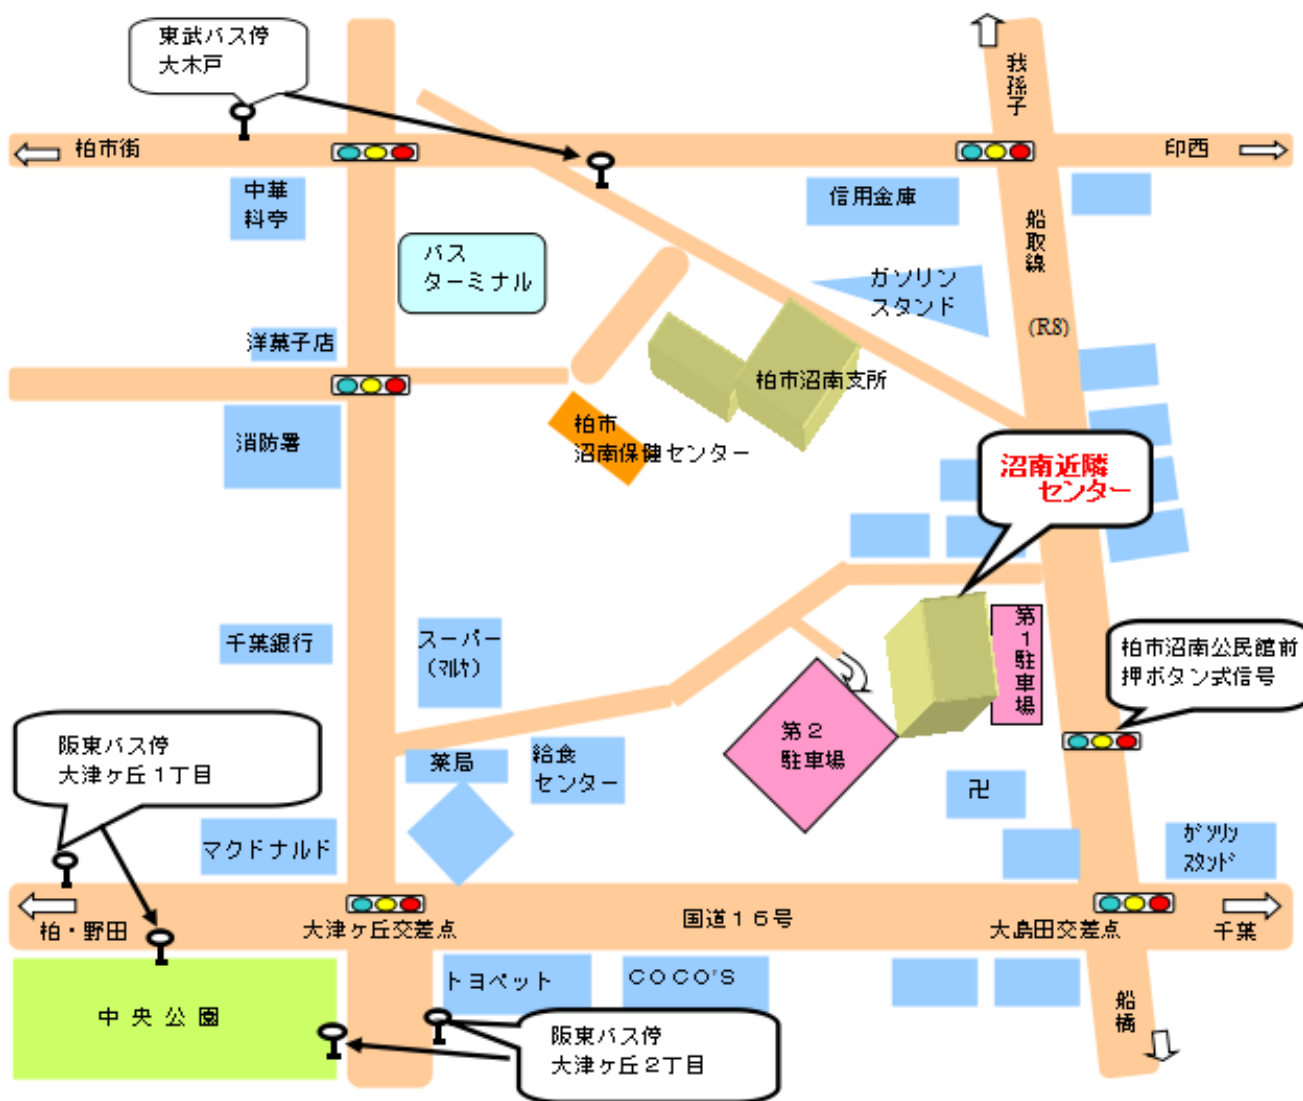 東武バス停
大木戸
我孫子
柏市街
印西
中華
料亭
信用金庫
船取線
バス
ターミナル
ガソリン
スタンド
(R8)
洋菓子店
柏市沼南支所
柏市
沼南保健センター
消防署
沼南近隣
センター
千葉銀行
スーパー
(ﾏﾙﾔ)
第1駐車場
柏市沼南公民館前
押ボタン式信号
第2
駐車場
阪東バス停
大津ヶ丘1丁目
薬局
給食
センター
卍
マクドナルド
ｶﾞｿﾘﾝ
ｽﾀﾝﾄﾞ
柏・野田
大津ヶ丘交差点
国道16号
大島田交差点
千葉
中央公園
トヨペット
COCO'S
船橋
阪東バス停
大津ヶ丘2丁目